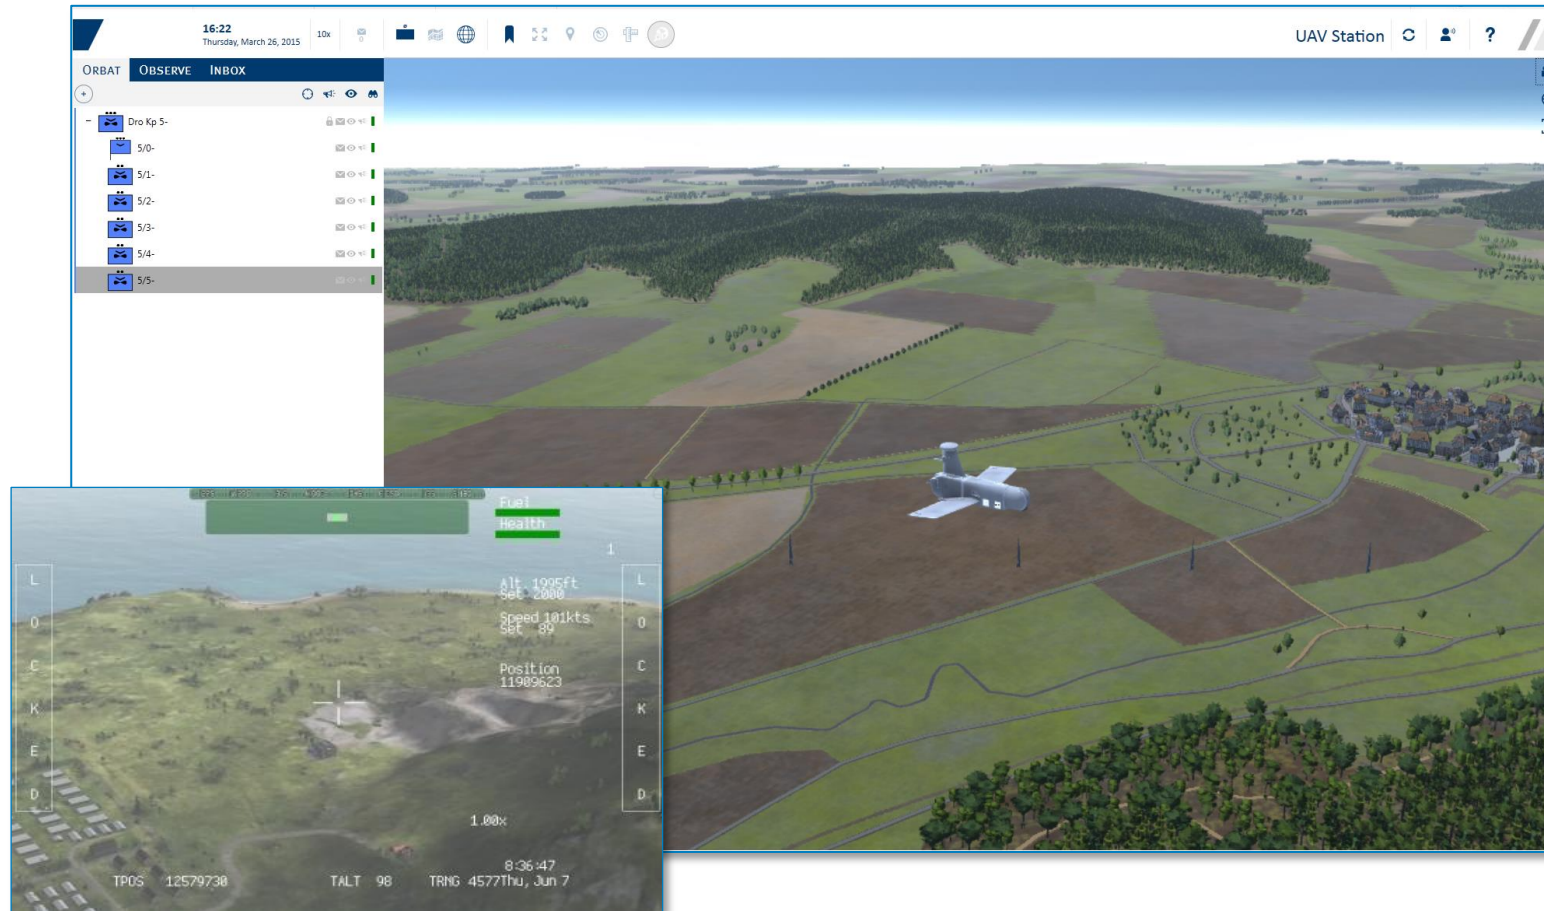 16:22
Thursday, March 26, 2015
10x
0
UAV Station
?
ORBAT OBSERVE INBOX
Dro Kp 5-
5/0-
5/1-
5/2-
5/3-
5/4-
5/5-
Fuel
Health
1
Alt. 1995ft
Set 2000
Speed 101kts
Set 89
Position
11909623
L O C K E D
L O C K E D
1.00x
8:36:47
TPOS 12579730 TALT 98 TRNG 4577Thu, Jun 7